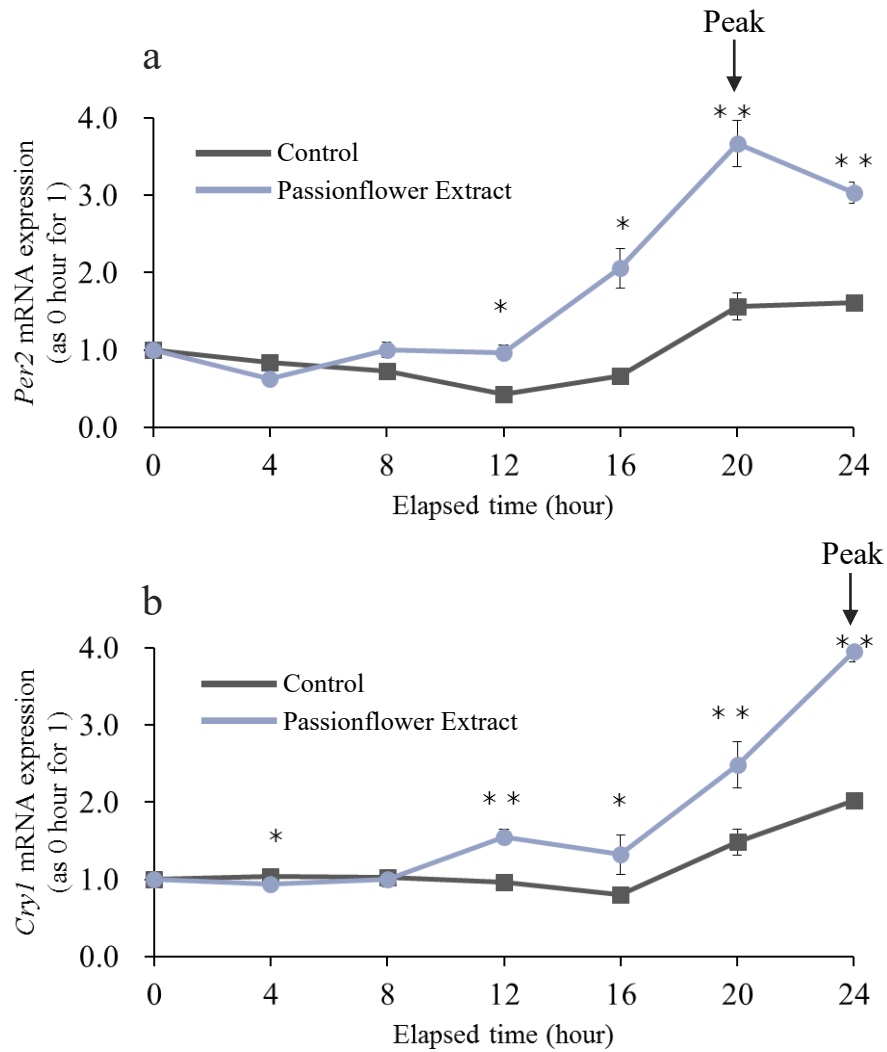 Peak
a
* *
4.0
Control
* *
Passionflower Extract
3.0
*
2.0
*
1.0
0.0
Per2 mRNA expression
(as 0 hour for 1)
0 4 8 12 16 20 24
Elapsed time (hour)
Peak
b
* *
4.0
Control
3.0
Passionflower Extract
* *
* *
*
2.0
*
1.0
0.0
Cry1 mRNA expression
(as 0 hour for 1)
0 4 8 12 16 20 24
Elapsed time (hour)